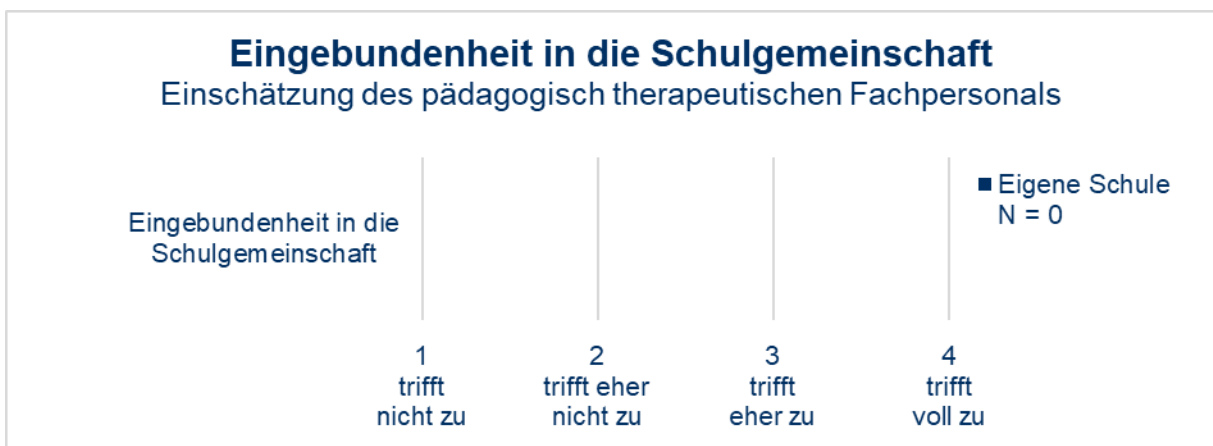 Eingebundenheit in die Schulgemeinschaft
Einschätzung des pädagogisch therapeutischen Fachpersonals
Eingebundenheit in die
Schulgemeinschaft
Eigene Schule
N = 0
1
trifft
nicht zu
2
trifft eher
nicht zu
3
trifft
eher zu
4
trifft
voll zu